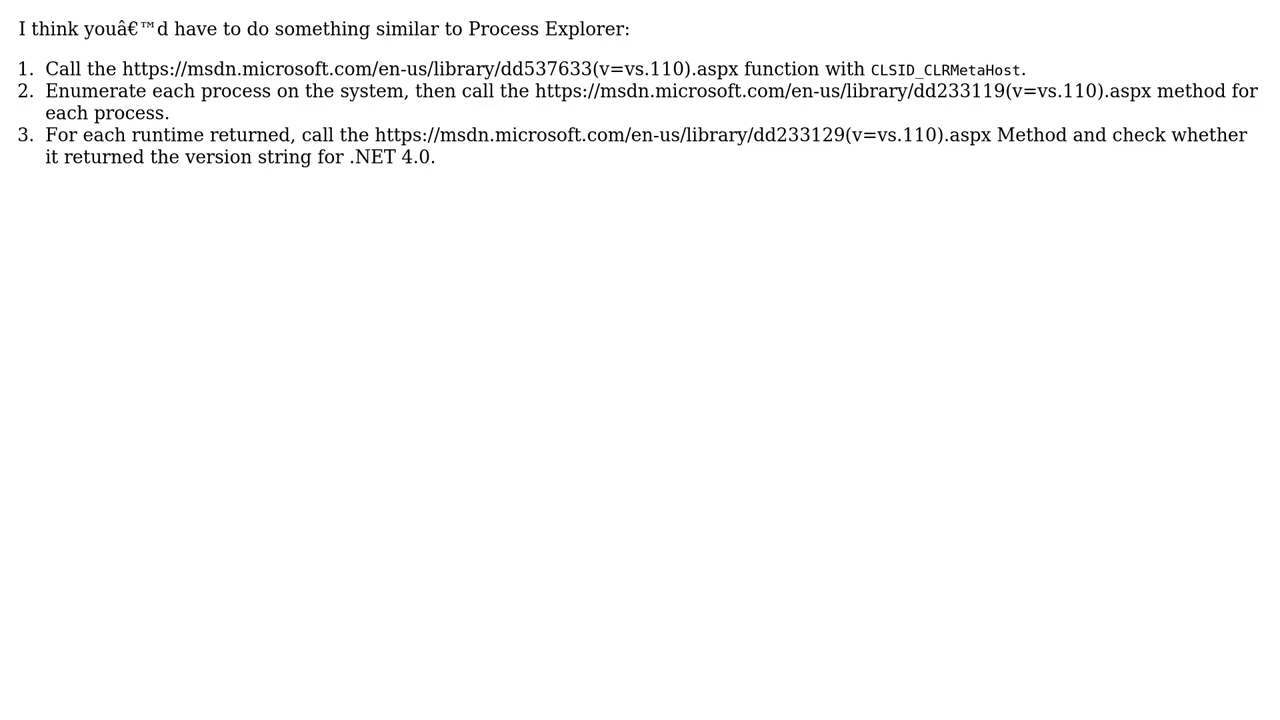 I think youâ€™d have to do something similar to Process Explorer:
1. Call the https://msdn.microsoft.com/en-us/library/dd537633(v=vs.110).aspx function with CLSID_CLRMetaHost.
2. Enumerate each process on the system, then call the https://msdn.microsoft.com/en-us/library/dd233119(v=vs.110).aspx method for
each process.
3. For each runtime returned, call the https://msdn.microsoft.com/en-us/library/dd233129(v=vs.110).aspx Method and check whether
it returned the version string for .NET 4.0.